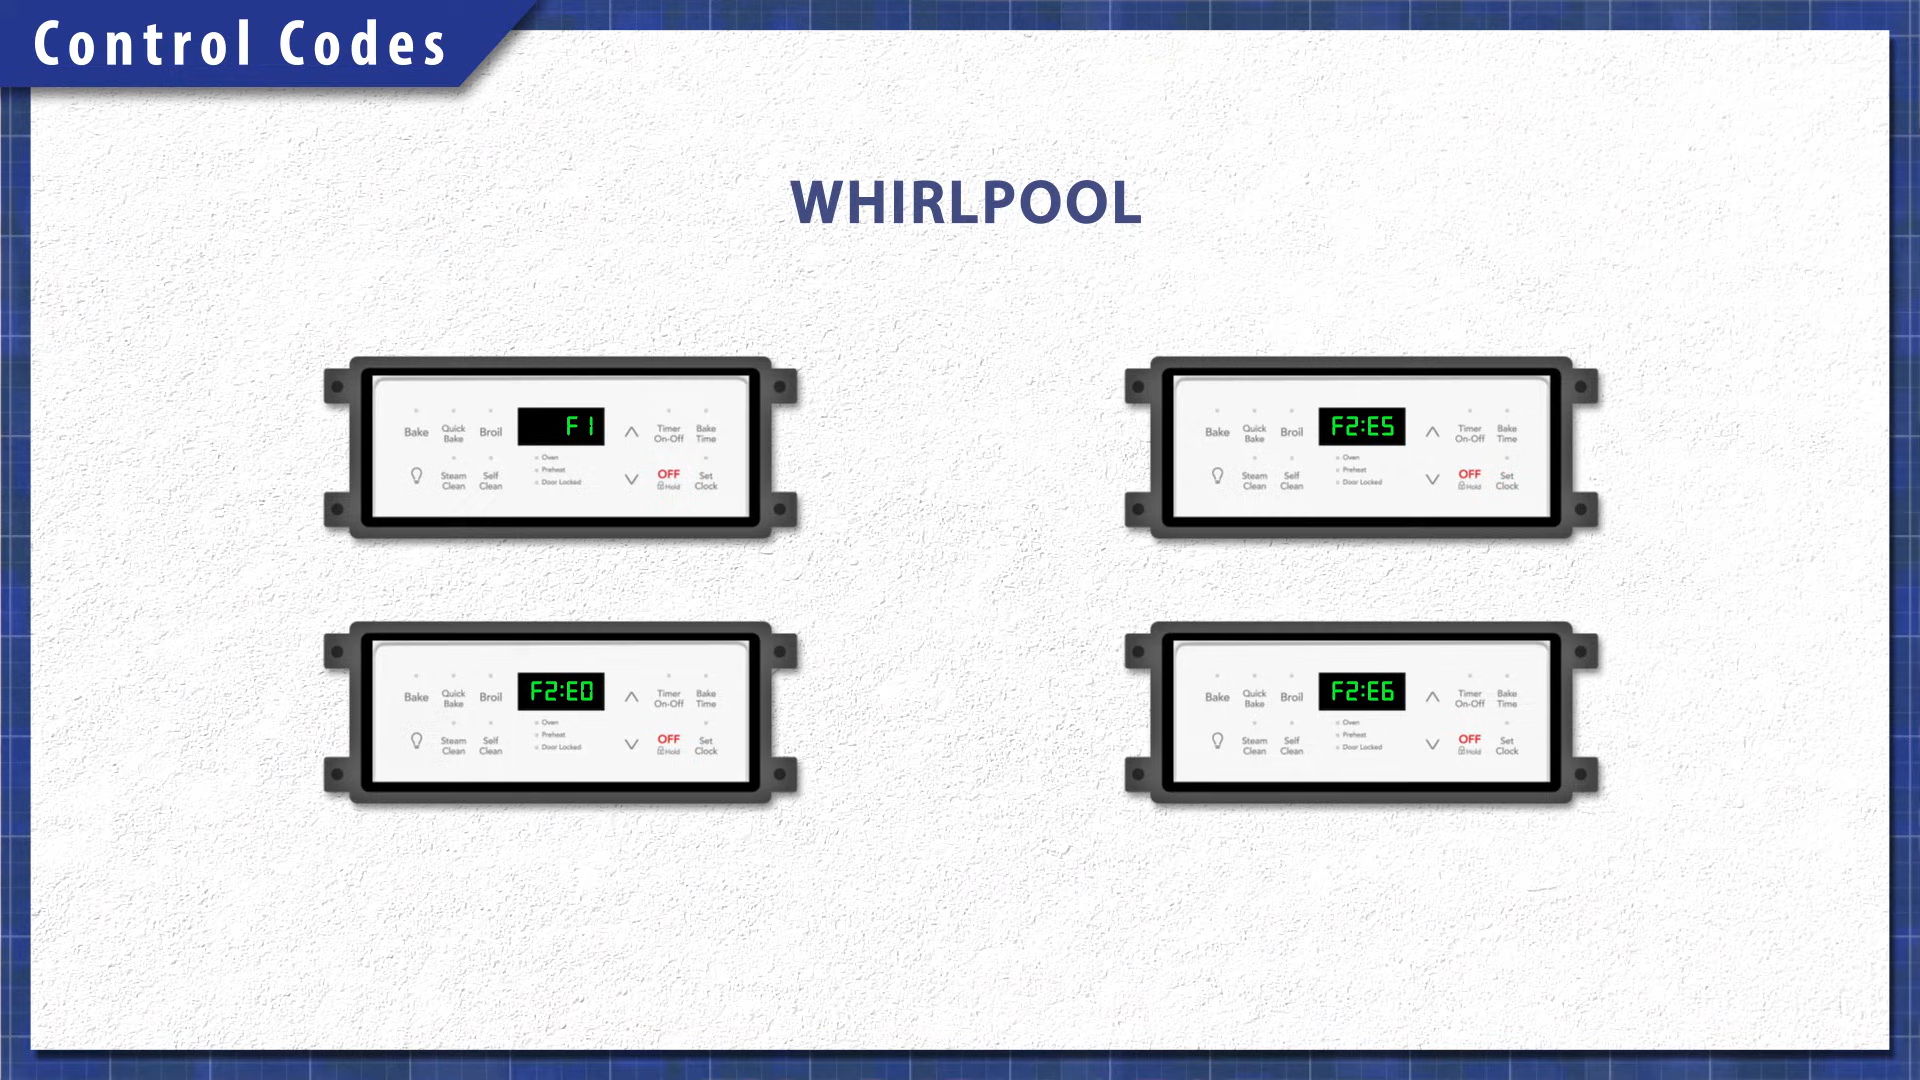 Control Codes
WHIRLPOOL
F1
Bake
Quick Bake
Broil
Timer On-Off
Bake Time
Oven
Preheat
Door Locked
Steam Clean
Self Clean
OFF
Hold
Set Clock
F2:E5
Bake
Quick Bake
Broil
Timer On-Off
Bake Time
Oven
Preheat
Door Locked
Steam Clean
Self Clean
OFF
Hold
Set Clock
F2:E0
Bake
Quick Bake
Broil
Timer On-Off
Bake Time
Oven
Preheat
Door Locked
Steam Clean
Self Clean
OFF
Hold
Set Clock
F2:E6
Bake
Quick Bake
Broil
Timer On-Off
Bake Time
Oven
Preheat
Door Locked
Steam Clean
Self Clean
OFF
Hold
Set Clock